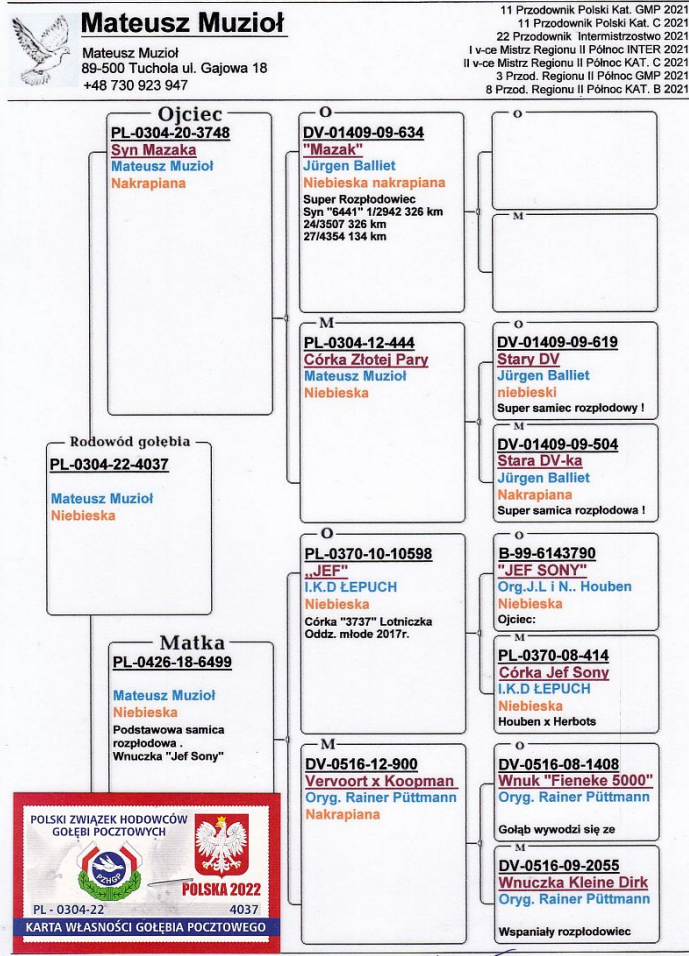 Mateusz Muzioł
Mateusz Muzioł
89-500 Tuchola ul. Gajowa 18
+48 730 923 947
11 Przodownik Polski Kat. GMP 2021
11 Przodownik Polski Kat. C 2021
22 Przodownik Intermistrzostwo 2021
I v-ce Mistrz Regionu II Północ INTER 2021
II v-ce Mistrz Regionu II Północ KAT. C 2021
3 Przod. Regionu II Północ GMP 2021
8 Przod. Regionu II Północ KAT. B 2021
Rodowód gołębia
PL-0304-22-4037
Mateusz Muzioł
Niebieska
Ojciec
PL-0304-20-3748
Syn Mazaka
Mateusz Muzioł
Nakrapiana
Matka
PL-0426-18-6499
Mateusz Muzioł
Niebieska
Podstawowa samica
rozpłodowa .
Wnuczka "Jef Sony"
O
DV-01409-09-634
"Mazak"
Jürgen Balliet
Niebieska nakrapiana
Super Rozpłodowiec
Syn "6441" 1/2942 326 km
24/3507 326 km
27/4354 134 km
M
PL-0304-12-444
Córka Złotej Pary
Mateusz Muzioł
Niebieska
O
PL-0370-10-10598
,,JEF"
I.K.D ŁEPUCH
Niebieska
Córka "3737" Lotniczka
Oddz. młode 2017r.
M
DV-0516-12-900
Vervoort x Koopman
Oryg. Rainer Püttmann
Nakrapiana
O
M
O
DV-01409-09-619
Stary DV
Jürgen Balliet
niebieski
Super samiec rozpłodowy !
M
DV-01409-09-504
Stara DV-ka
Jürgen Balliet
Nakrapiana
Super samica rozpłodowa !
O
B-99-6143790
"JEF SONY"
Org.J.L i N.. Houben
Niebieska
Ojciec:
M
PL-0370-08-414
Córka Jef Sony
I.K.D ŁEPUCH
Niebieska
Houben x Herbots
O
DV-0516-08-1408
Wnuk "Fieneke 5000"
Oryg. Rainer Püttmann
Gołąb wywodzi się ze
M
DV-0516-09-2055
Wnuczka Kleine Dirk
Oryg. Rainer Püttmann
Wspaniały rozpłodowiec
POLSKI ZWIĄZEK HODOWCÓW
GOŁĘBI POCZTOWYCH
PZHGP
POLSKA 2022
PL - 0304-22 4037
KARTA WŁASNOŚCI GOŁĘBIA POCZTOWEGO